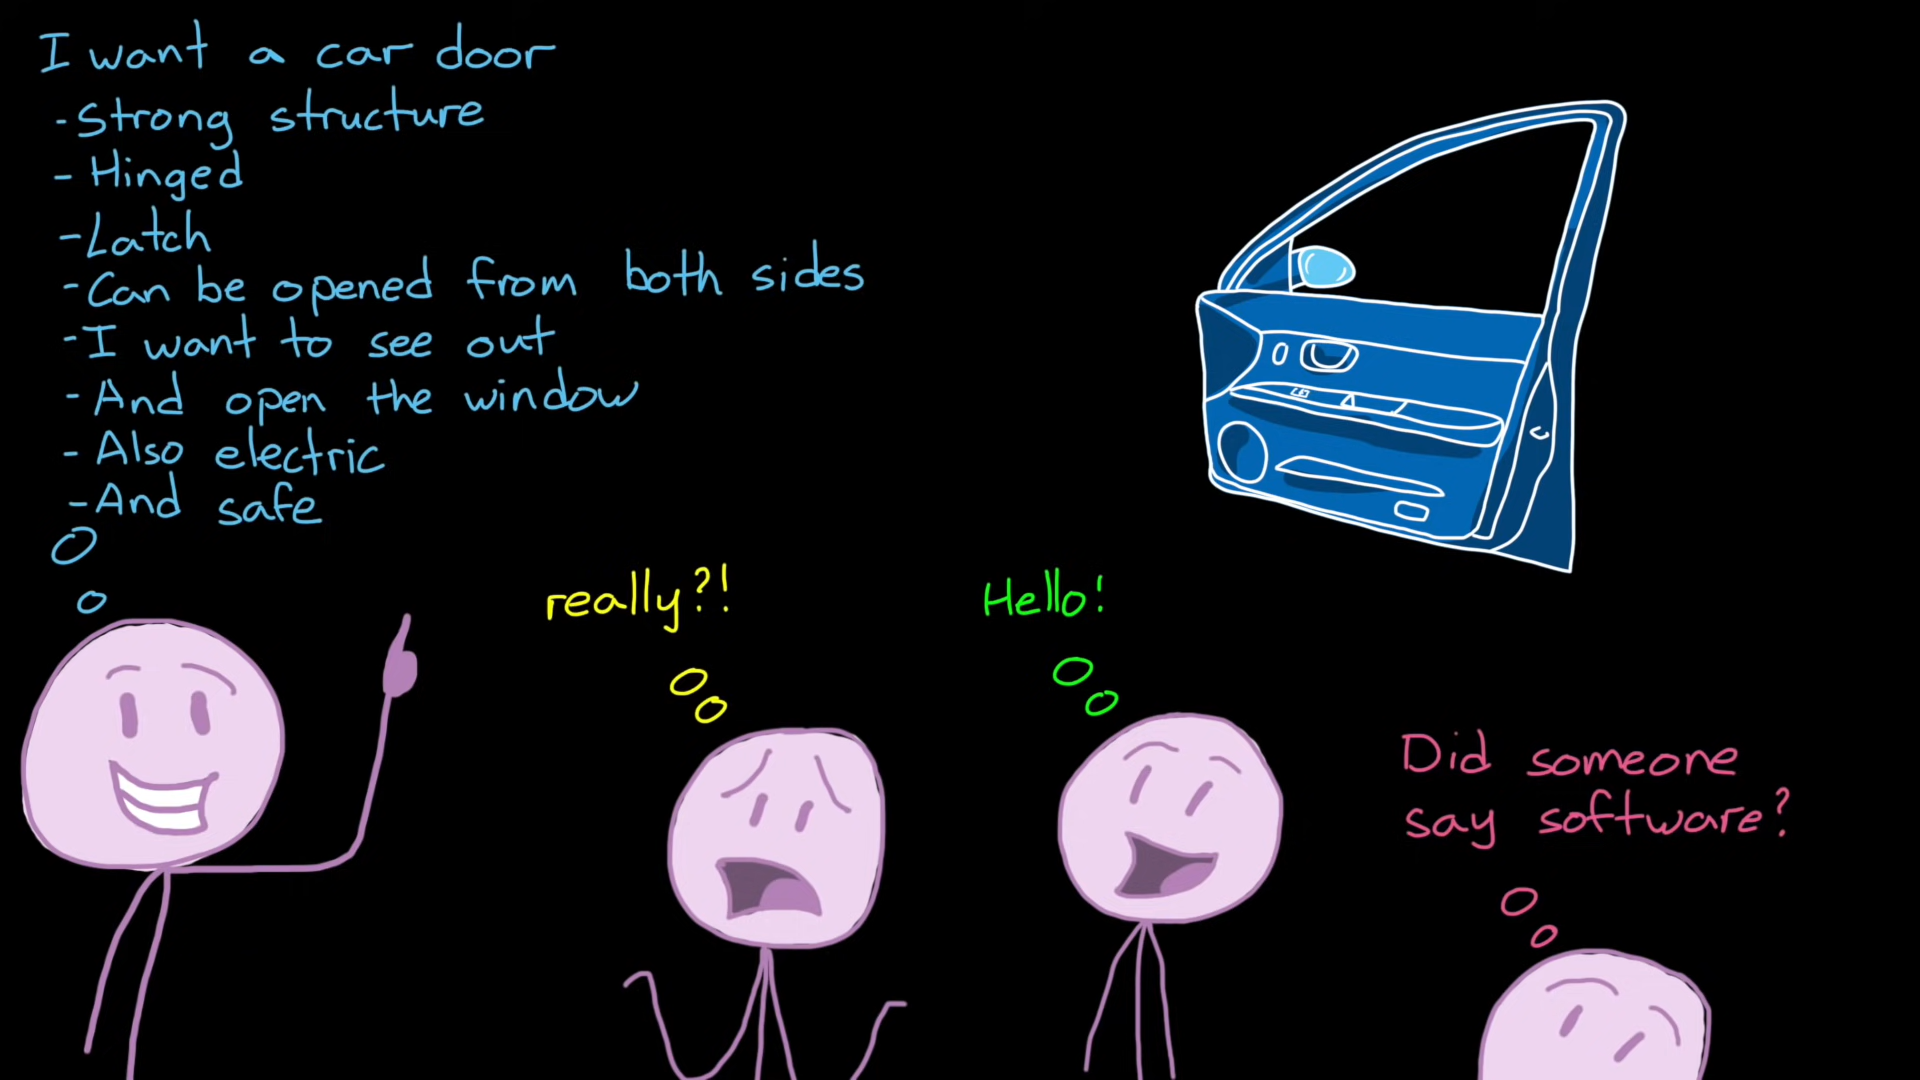 I want a car door
- Strong structure
- Hinged
- Latch
- Can be opened from both sides
- I want to see out
- And open the window
- Also electric
- And safe
really?!
Hello!
Did someone
say software?